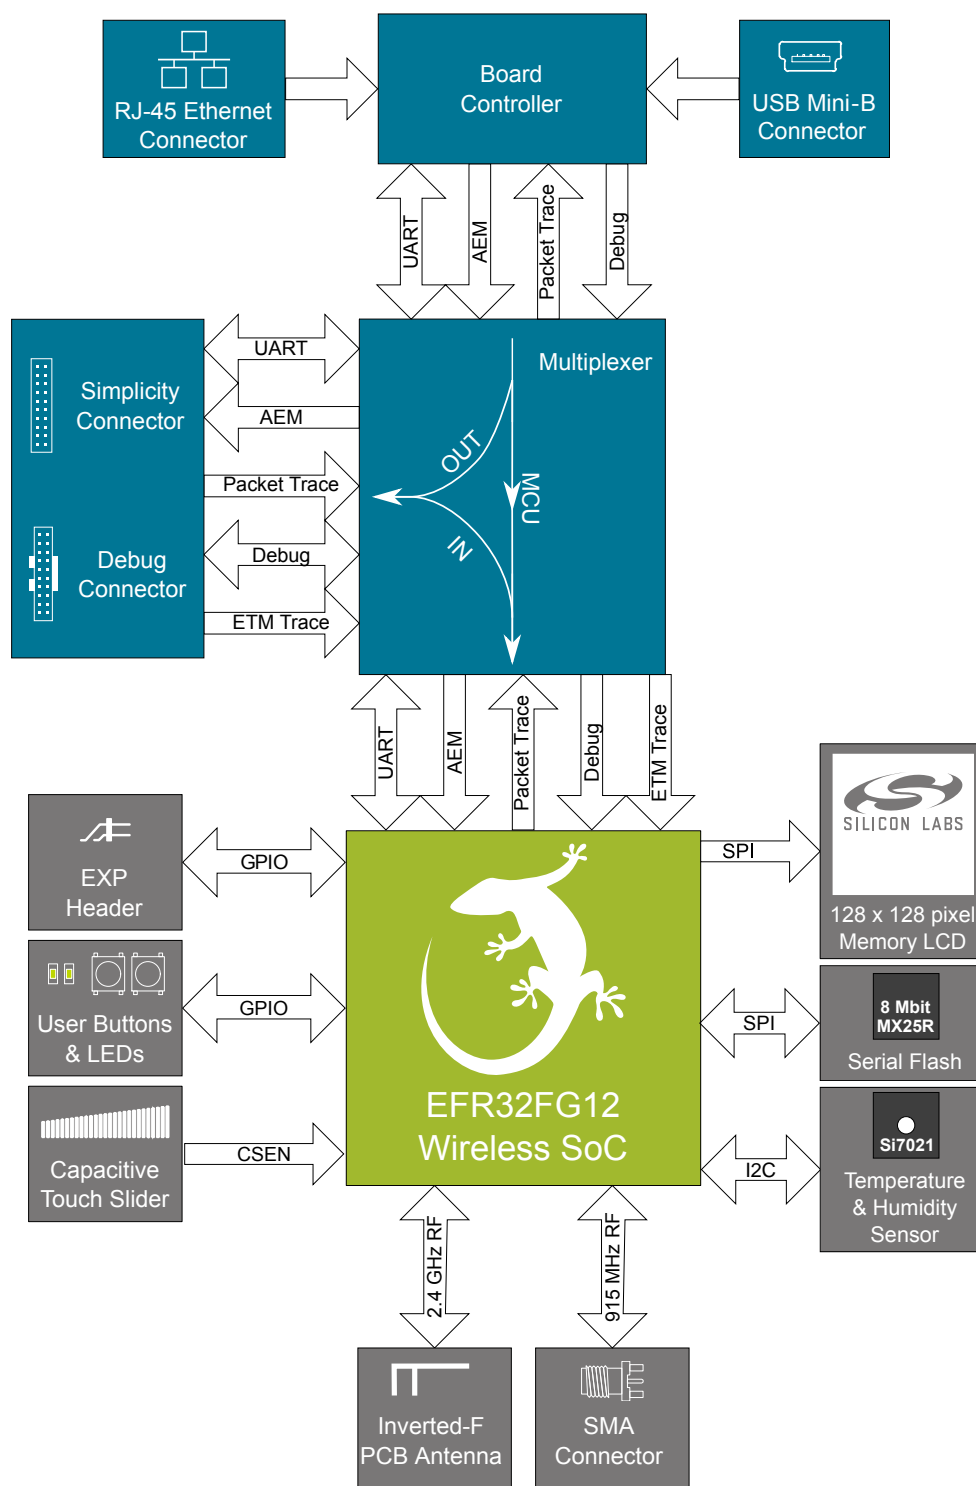 RJ-45 Ethernet
Connector
Board
Controller
USB Mini-B
Connector
UART
AEM
Packet Trace
Debug
Simplicity
Connector
Debug
Connector
UART
AEM
Packet Trace
Debug
ETM Trace
Multiplexer
OUT
MCU
IN
UART
AEM
Packet Trace
Debug
ETM Trace
EXP
Header
GPIO
User Buttons
& LEDs
GPIO
Capacitive
Touch Slider
CSEN
EFR32FG12
Wireless SoC
SPI
SILICON LABS
128 x 128 pixel
Memory LCD
SPI
8 Mbit
MX25R
Serial Flash
I2C
Si7021
Temperature
& Humidity
Sensor
2.4 GHz RF
915 MHz RF
Inverted-F
PCB Antenna
SMA
Connector